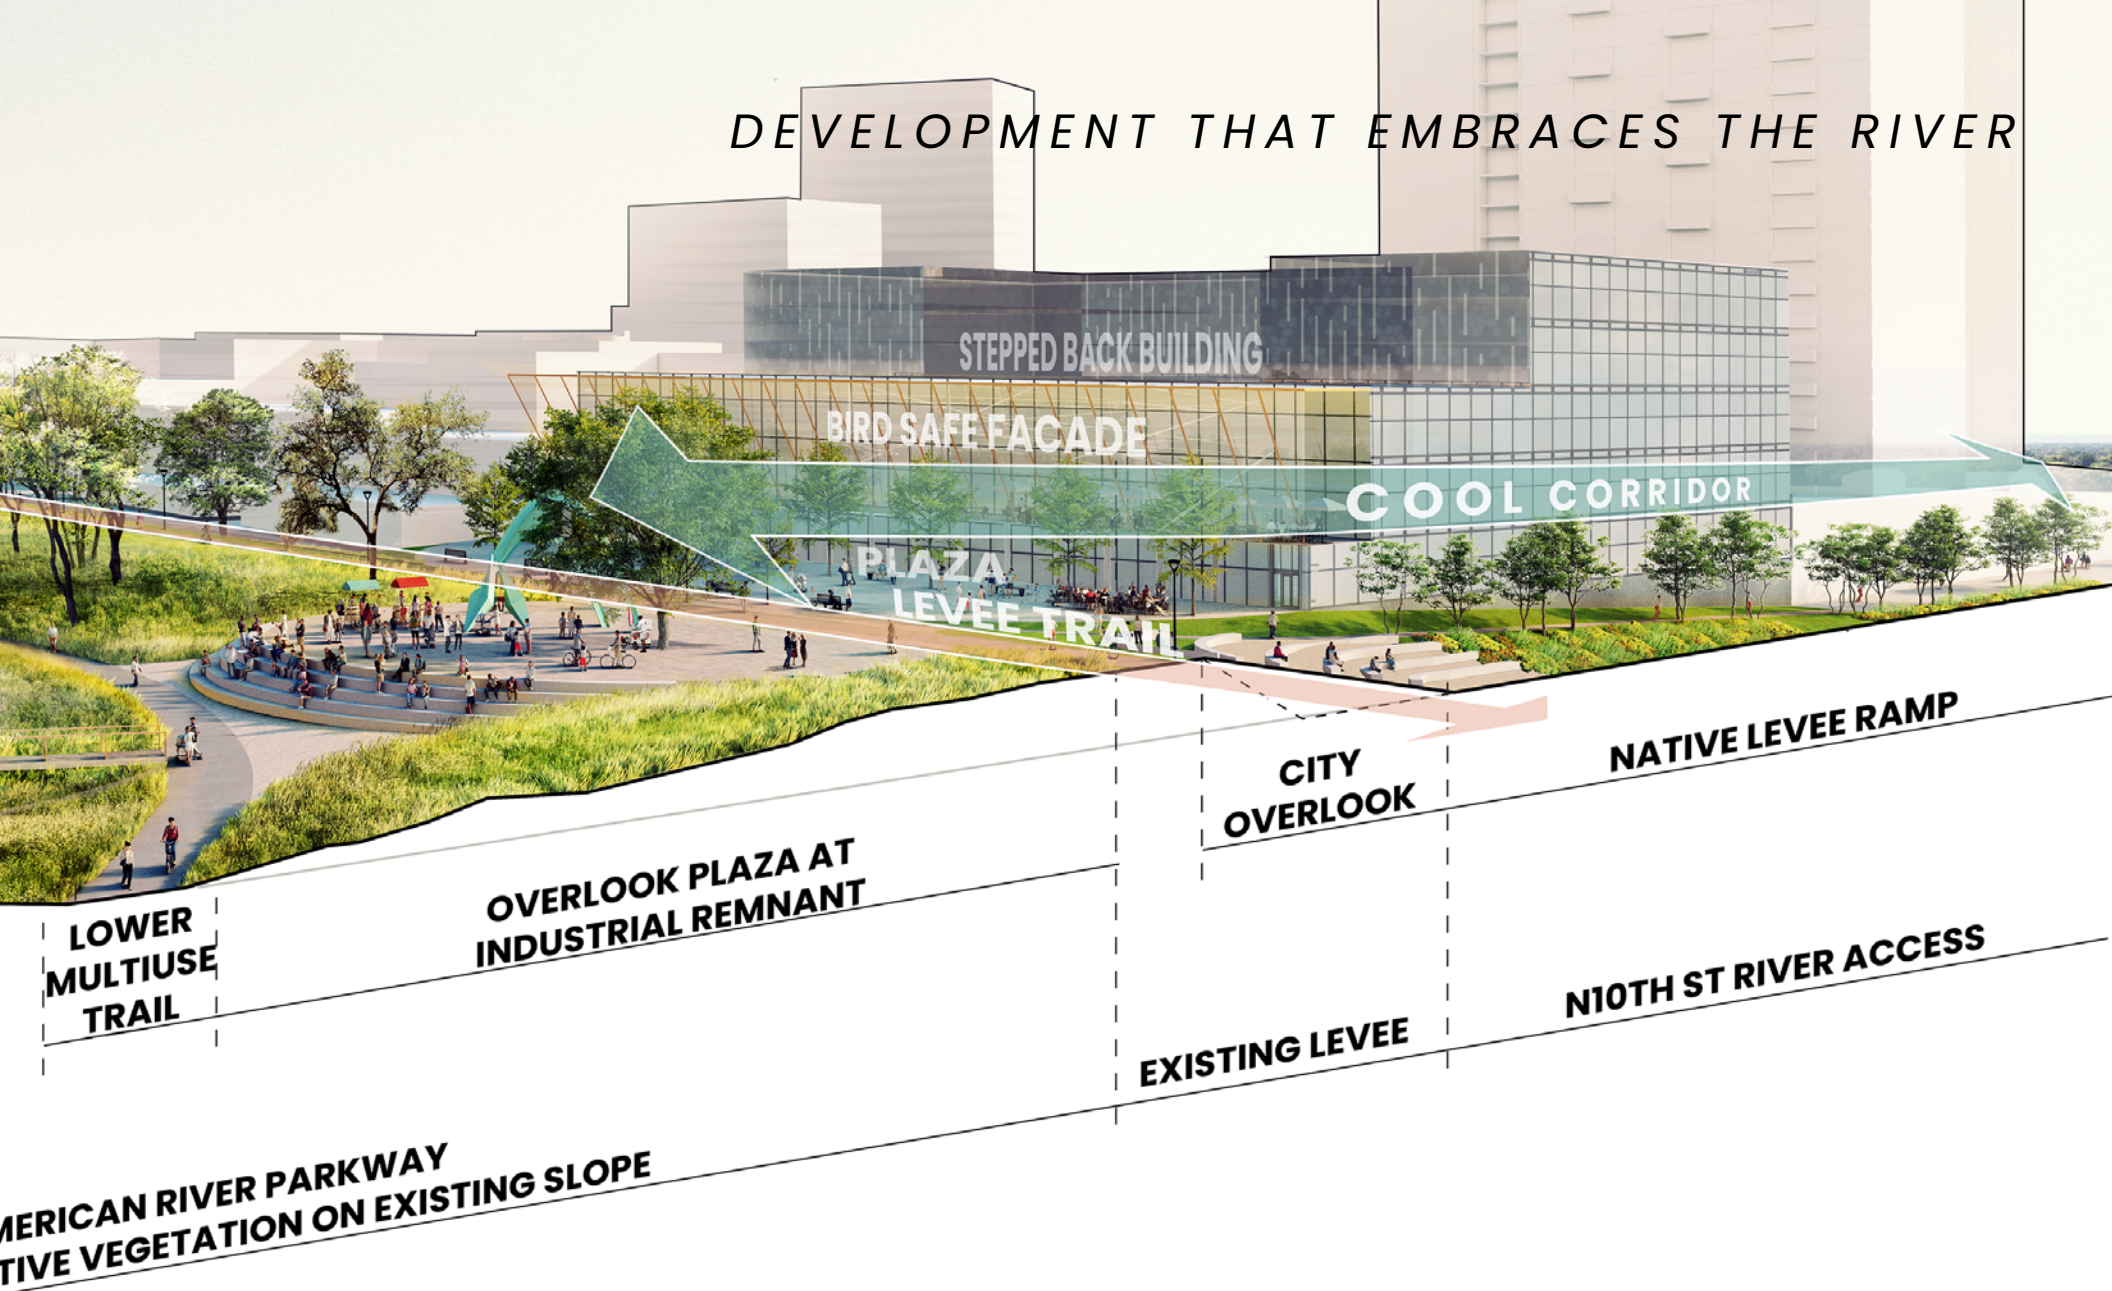 DEVELOPMENT THAT EMBRACES THE RIVER
STEPPED BACK BUILDING
BIRD SAFE FACADE
COOL CORRIDOR
PLAZA
LEVEE TRAIL
CITY
OVERLOOK
NATIVE LEVEE RAMP
OVERLOOK PLAZA AT
INDUSTRIAL REMNANT
LOWER
MULTIUSE
TRAIL
N10TH ST RIVER ACCESS
EXISTING LEVEE
MERICAN RIVER PARKWAY
TIVE VEGETATION ON EXISTING SLOPE